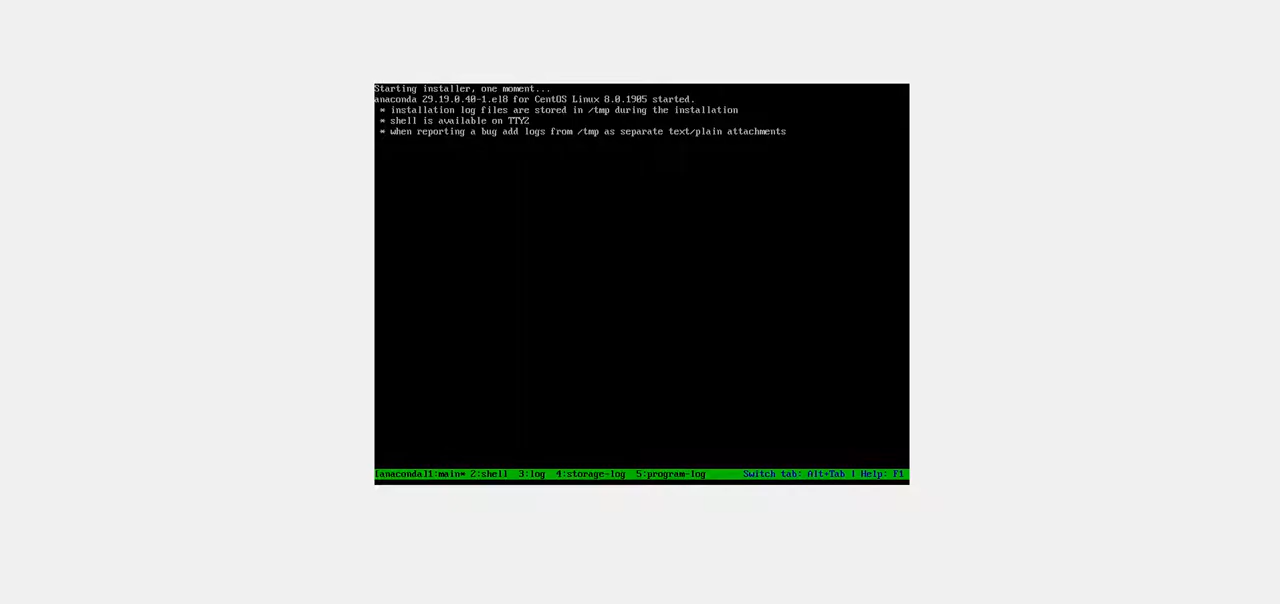 Starting installer, one moment...
anaconda 29.19.0.40-1.el8 for CentOS Linux 8.0.1905 started.
* installation log files are stored in /tmp during the installation
* shell is available on TTY2
* when reporting a bug add logs from /tmp as separate text/plain attachments
[anaconda]1:main* 2:shell  3:log  4:storage-log  5:program-log  Switch tab: Alt+Tab | Help: F1